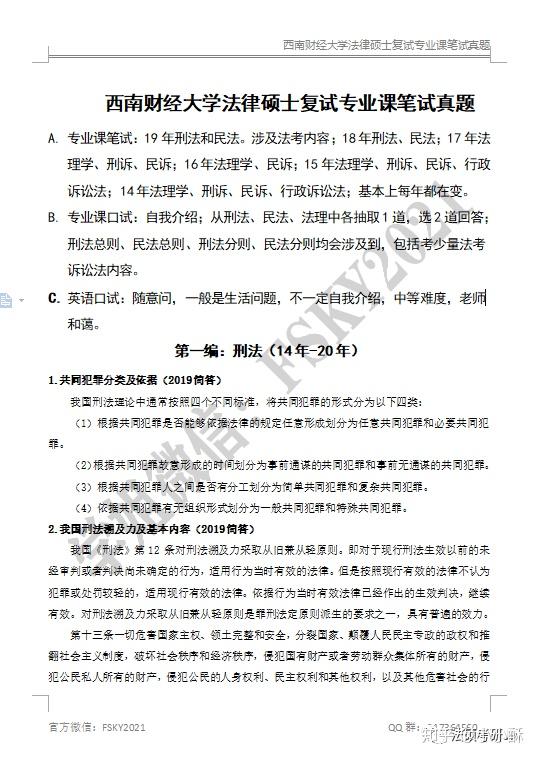 西南财经大学法律硕士复试专业课笔试真题
西南财经大学法律硕士复试专业课笔试真题
A. 专业课笔试：19 年刑法和民法。涉及法考内容；18 年刑法、民法；17 年法
理学、刑诉、民诉；16 年法理学、民诉；15 年法理学、刑诉、民诉、行政
诉讼法；14 年法理学、刑诉、民诉、行政诉讼法；基本上每年都在变。
B. 专业课口试：自我介绍；从刑法、民法、法理中各抽取 1 道，选 2 道回答；
刑法总则、民法总则、刑法分则、民法分则均会涉及到，包括考少量法考
诉讼法内容。
C. 英语口试：随意问，一般是生活问题，不一定自我介绍，中等难度，老师
和蔼。
第一编：刑法（14 年-20 年）
1.共同犯罪分类及依据（2019 简答）
我国刑法理论中通常按照四个不同标准，将共同犯罪的形式分为以下四类：
（1）根据共同犯罪是否能够依据法律的规定任意形成划分为任意共同犯罪和必要共同犯
罪。
（2）根据共同犯罪故意形成的时间划分为事前通谋的共同犯罪和事前无通谋的共同犯罪。
（3）根据共同犯罪人之间是否有分工划分为简单共同犯罪和复杂共同犯罪。
（4）依据共同犯罪有无组织形式划分为一般共同犯罪和特殊共同犯罪。
2.我国刑法溯及力及基本内容（2019 简答）
我国《刑法》第 12 条对刑法溯及力采取从旧兼从轻原则。即对于现行刑法生效以前的未
经审判或者判决尚未确定的行为，适用行为当时有效的法律。但是按照现行有效的法律不认为
犯罪或处罚较轻的，适用现行有效的法律。依据行为当时有效法律已经作出的生效判决，继续
有效。对刑法溯及力采取从旧兼从轻原则是罪刑法定原则派生的要求之一，具有普遍的效力。
第十三条一切危害国家主权、领土完整和安全，分裂国家、颠覆人民民主专政的政权和推
翻社会主义制度，破坏社会秩序和经济秩序，侵犯国有财产或者劳动群众集体所有的财产，侵
犯公民私人所有的财产，侵犯公民的人身权利、民主权利和其他权利，以及其他危害社会的行
官方微信：FSKY2021
QQ 群：
知乎 @法硕考研小酥
微信：FSKY2021